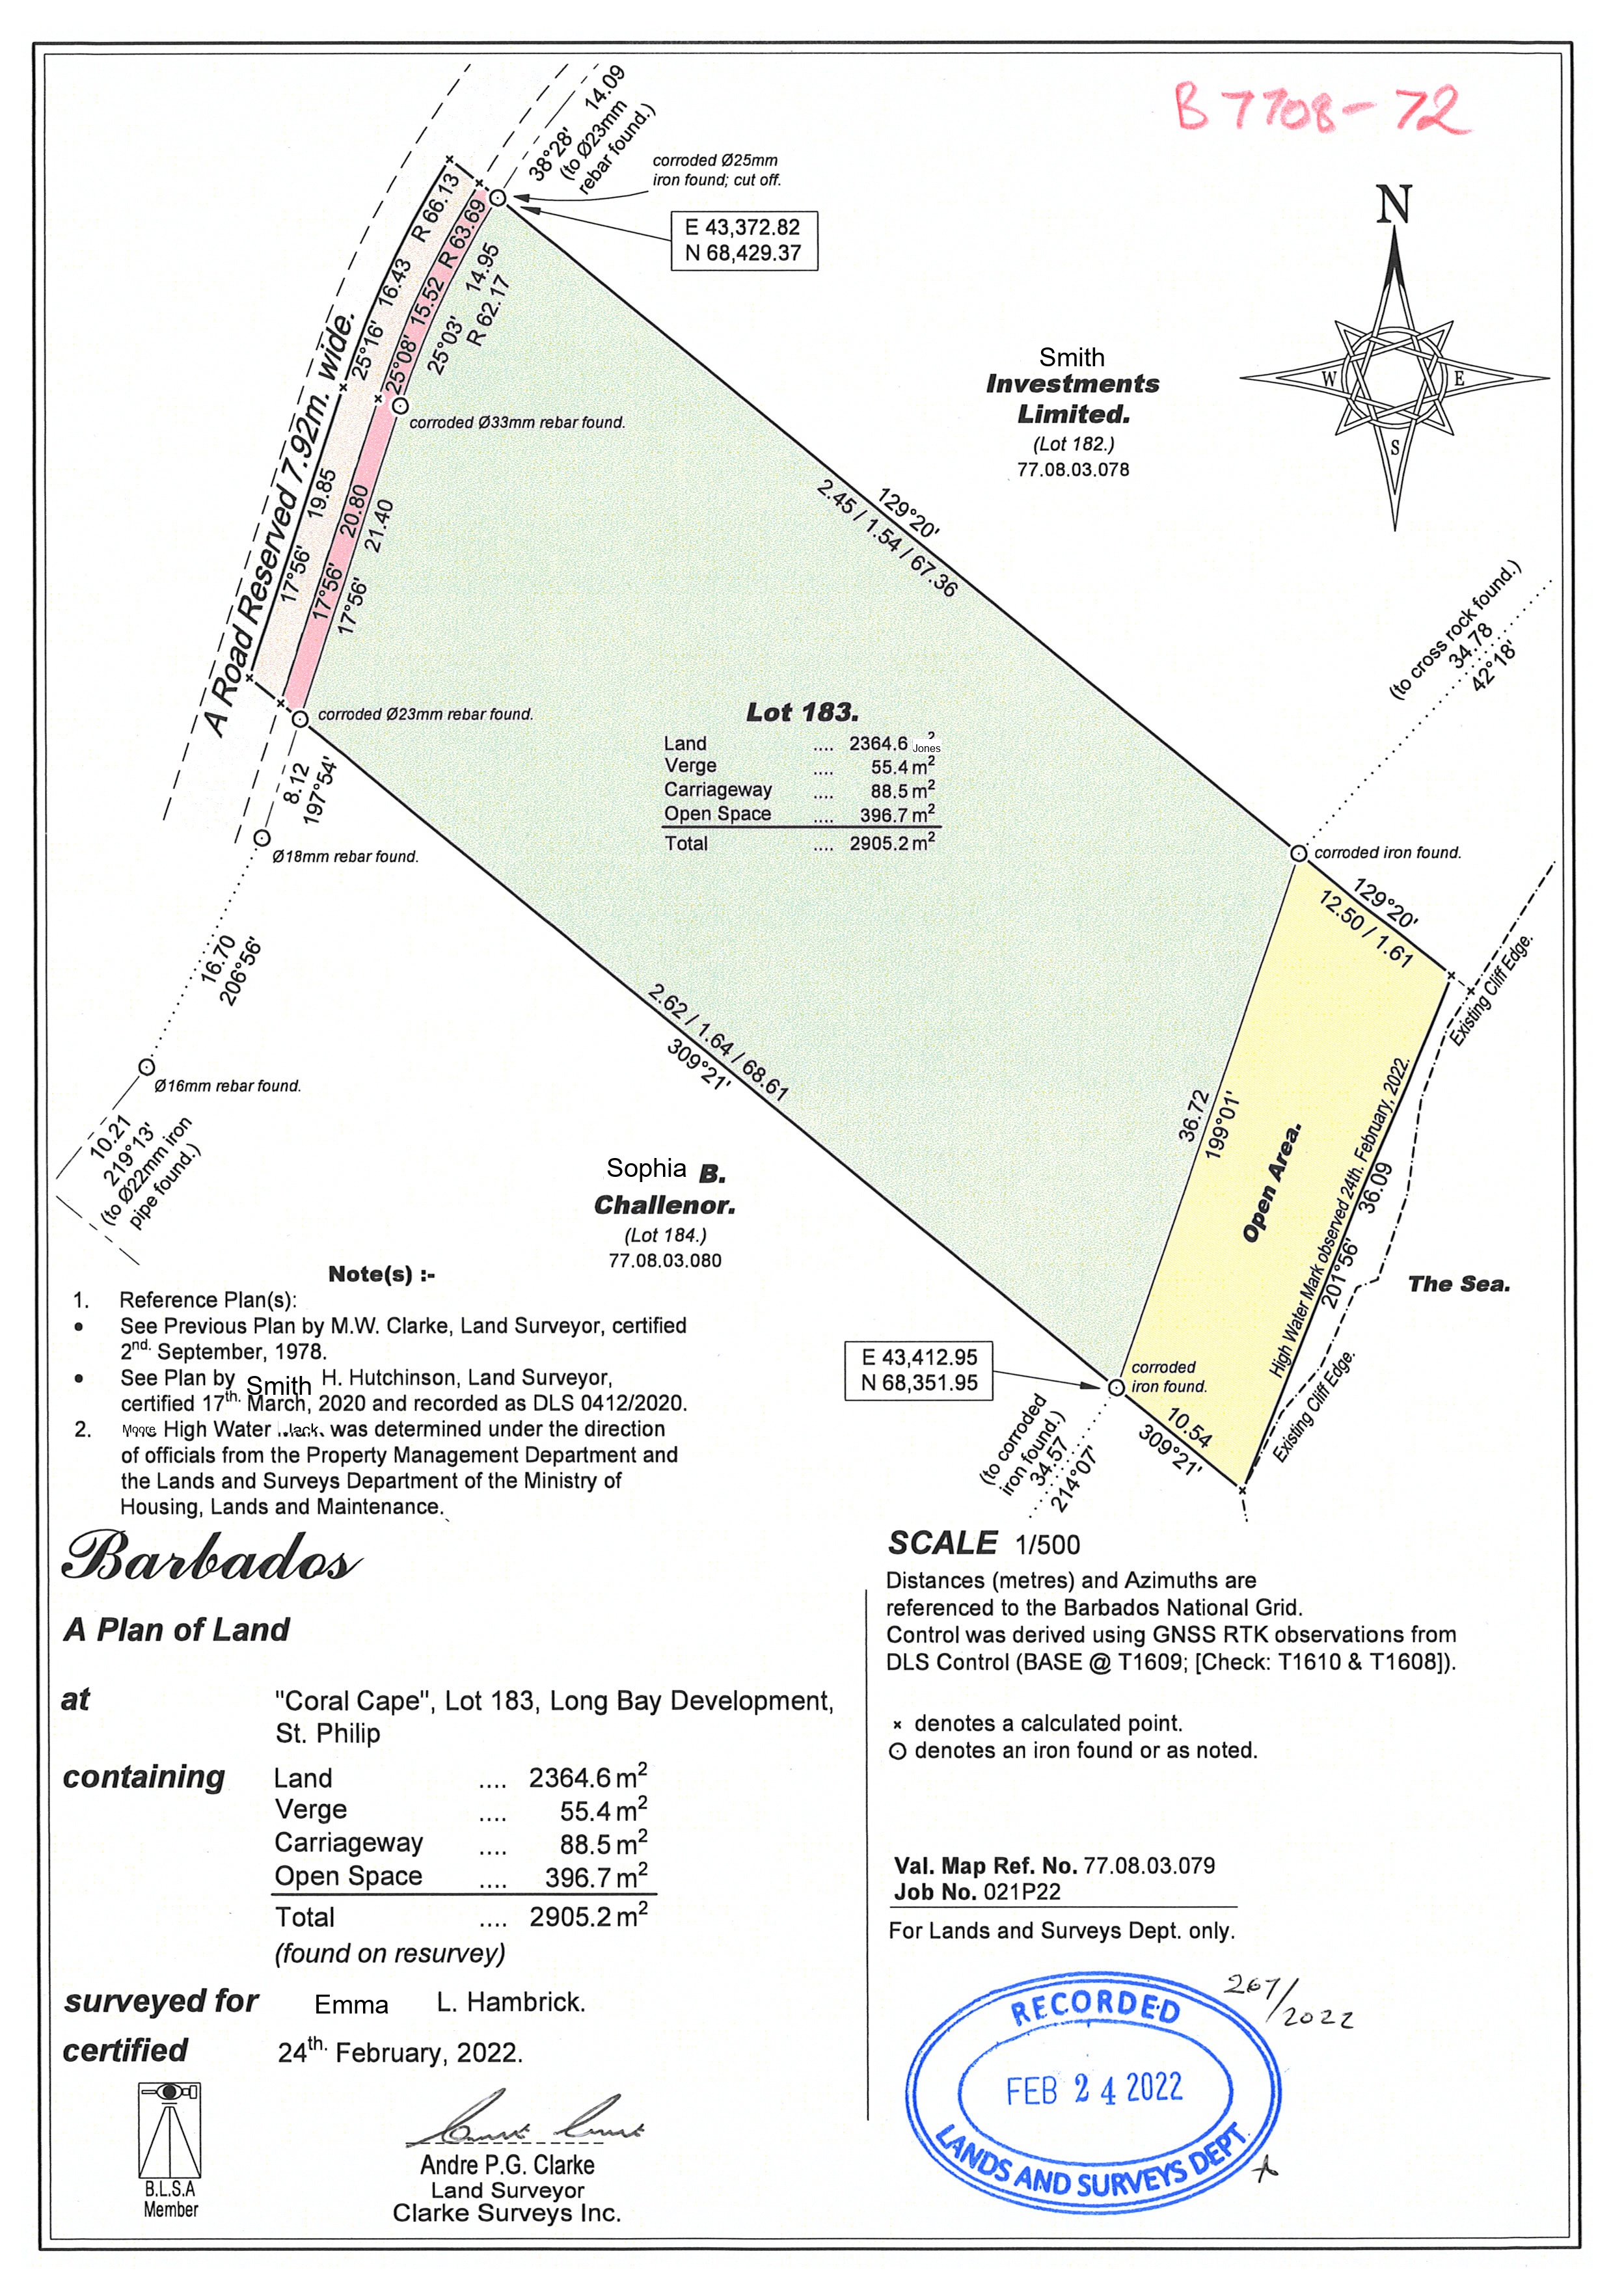 B 7708-72
38°28' 14.09
(to Ø23mm
rebar found.)
corroded Ø25mm
iron found; cut off.
E 43,372.82
N 68,429.37
N
W
E
S
R 66.13
16.43
25°16'
R 63.69
15.52
25°08'
14.95
25°03'
R 62.17
A Road Reserved 7.92m. wide.
corroded Ø33mm rebar found.
19.85
17°56'
20.80
17°56'
21.40
17°56'
Smith
Investments
Limited.
(Lot 182.)
77.08.03.078
129°20'
2.45 / 1.54 / 67.36
(to cross rock found.)
34.78
42°18'
corroded Ø23mm rebar found.
Lot 183.
Land .... 2364.6 Jones 2
Verge .... 55.4 m²
Carriageway .... 88.5 m²
Open Space .... 396.7 m²
Total .... 2905.2 m²
8.12
197°54'
Ø18mm rebar found.
corroded iron found.
129°20'
12.50 / 1.61
Existing Cliff Edge.
16.70
206°56'
Ø16mm rebar found.
10.21
219°13'
(to Ø22mm iron
pipe found.)
2.62 / 1.64 / 68.61
309°21'
36.72
199°01'
Open Area.
High Water Mark observed 24th. February, 2022.
36.09
201°56'
Existing Cliff Edge.
The Sea.
Sophia B.
Challenor.
(Lot 184.)
77.08.03.080
E 43,412.95
N 68,351.95
corroded
iron found.
10.54
309°21'
(to corroded
iron found.)
34.57
214°07'
Note(s) :-
1. Reference Plan(s):
• See Previous Plan by M.W. Clarke, Land Surveyor, certified
2nd. September, 1978.
• See Plan by Smith H. Hutchinson, Land Surveyor,
certified 17th. March, 2020 and recorded as DLS 0412/2020.
2. Moore High Water Jack was determined under the direction
of officials from the Property Management Department and
the Lands and Surveys Department of the Ministry of
Housing, Lands and Maintenance.
Barbados
A Plan of Land
at "Coral Cape", Lot 183, Long Bay Development,
St. Philip
containing Land .... 2364.6 m²
Verge .... 55.4 m²
Carriageway .... 88.5 m²
Open Space .... 396.7 m²
Total .... 2905.2 m²
(found on resurvey)
surveyed for Emma L. Hambrick.
certified 24th. February, 2022.
B.L.S.A
Member
Andre P.G. Clarke
Land Surveyor
Clarke Surveys Inc.
SCALE 1/500
Distances (metres) and Azimuths are
referenced to the Barbados National Grid.
Control was derived using GNSS RTK observations from
DLS Control (BASE @ T1609; [Check: T1610 & T1608]).
× denotes a calculated point.
⊙ denotes an iron found or as noted.
Val. Map Ref. No. 77.08.03.079
Job No. 021P22
For Lands and Surveys Dept. only.
267/2022
RECORDED
FEB 24 2022
LANDS AND SURVEYS DEPT.